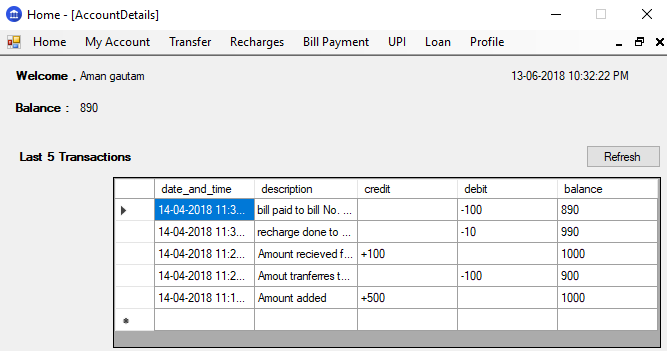 Home - [AccountDetails]
Home My Account Transfer Recharges Bill Payment UPI Loan Profile
Welcome . Aman gautam 13-06-2018 10:32:22 PM
Balance : 890
Last 5 Transactions Refresh
date_and_time description credit debit balance
14-04-2018 11:3... bill paid to bill No. ... -100 890
14-04-2018 11:3... recharge done to ... -10 990
14-04-2018 11:2... Amount recieved f... +100 1000
14-04-2018 11:2... Amout tranferres t... -100 900
14-04-2018 11:1... Amount added +500 1000